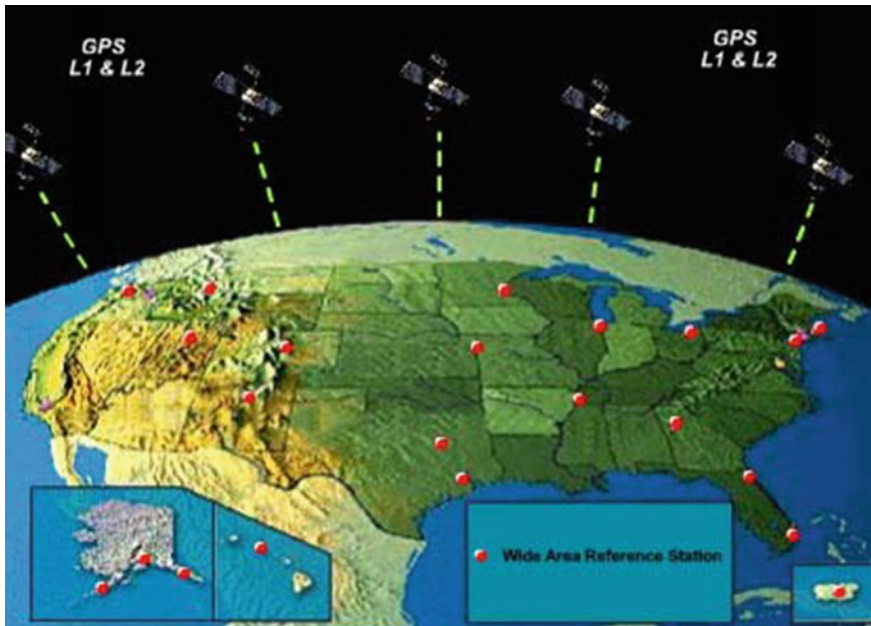 GPS
L1 & L2
GPS
L1 & L2
Wide Area Reference Station